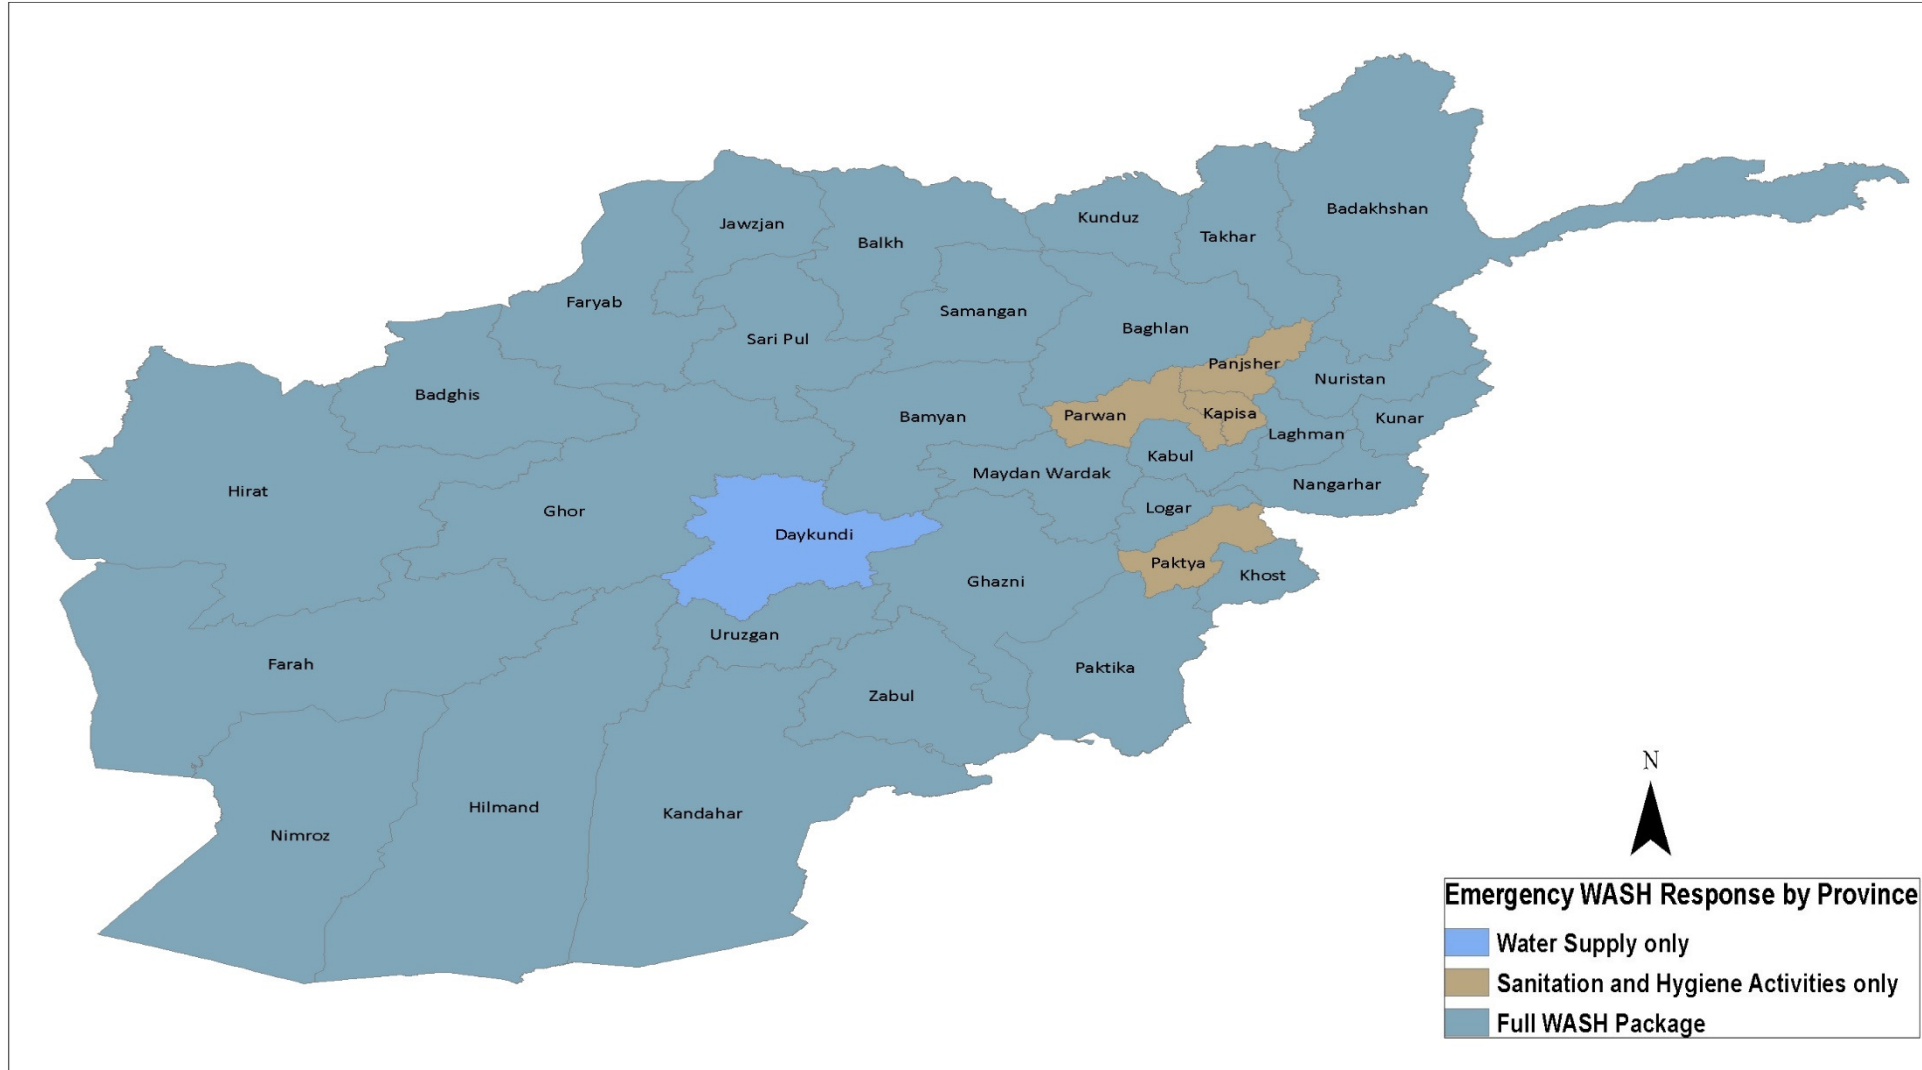 Badakhshan
Kunduz
Jawzjan
Takhar
Balkh
Faryab
Samangan
Baghlan
Sari Pul
Panjsher
Nuristan
Badghis
Parwan
Kapisa
Bamyan
Kunar
Laghman
Kabul
Maydan Wardak
Nangarhar
Hirat
Logar
Ghor
Daykundi
Paktya
Khost
Ghazni
Uruzgan
Farah
Paktika
Zabul
N
Hilmand
Kandahar
Nimroz
Emergency WASH Response by Province
Water Supply only
Sanitation and Hygiene Activities only
Full WASH Package